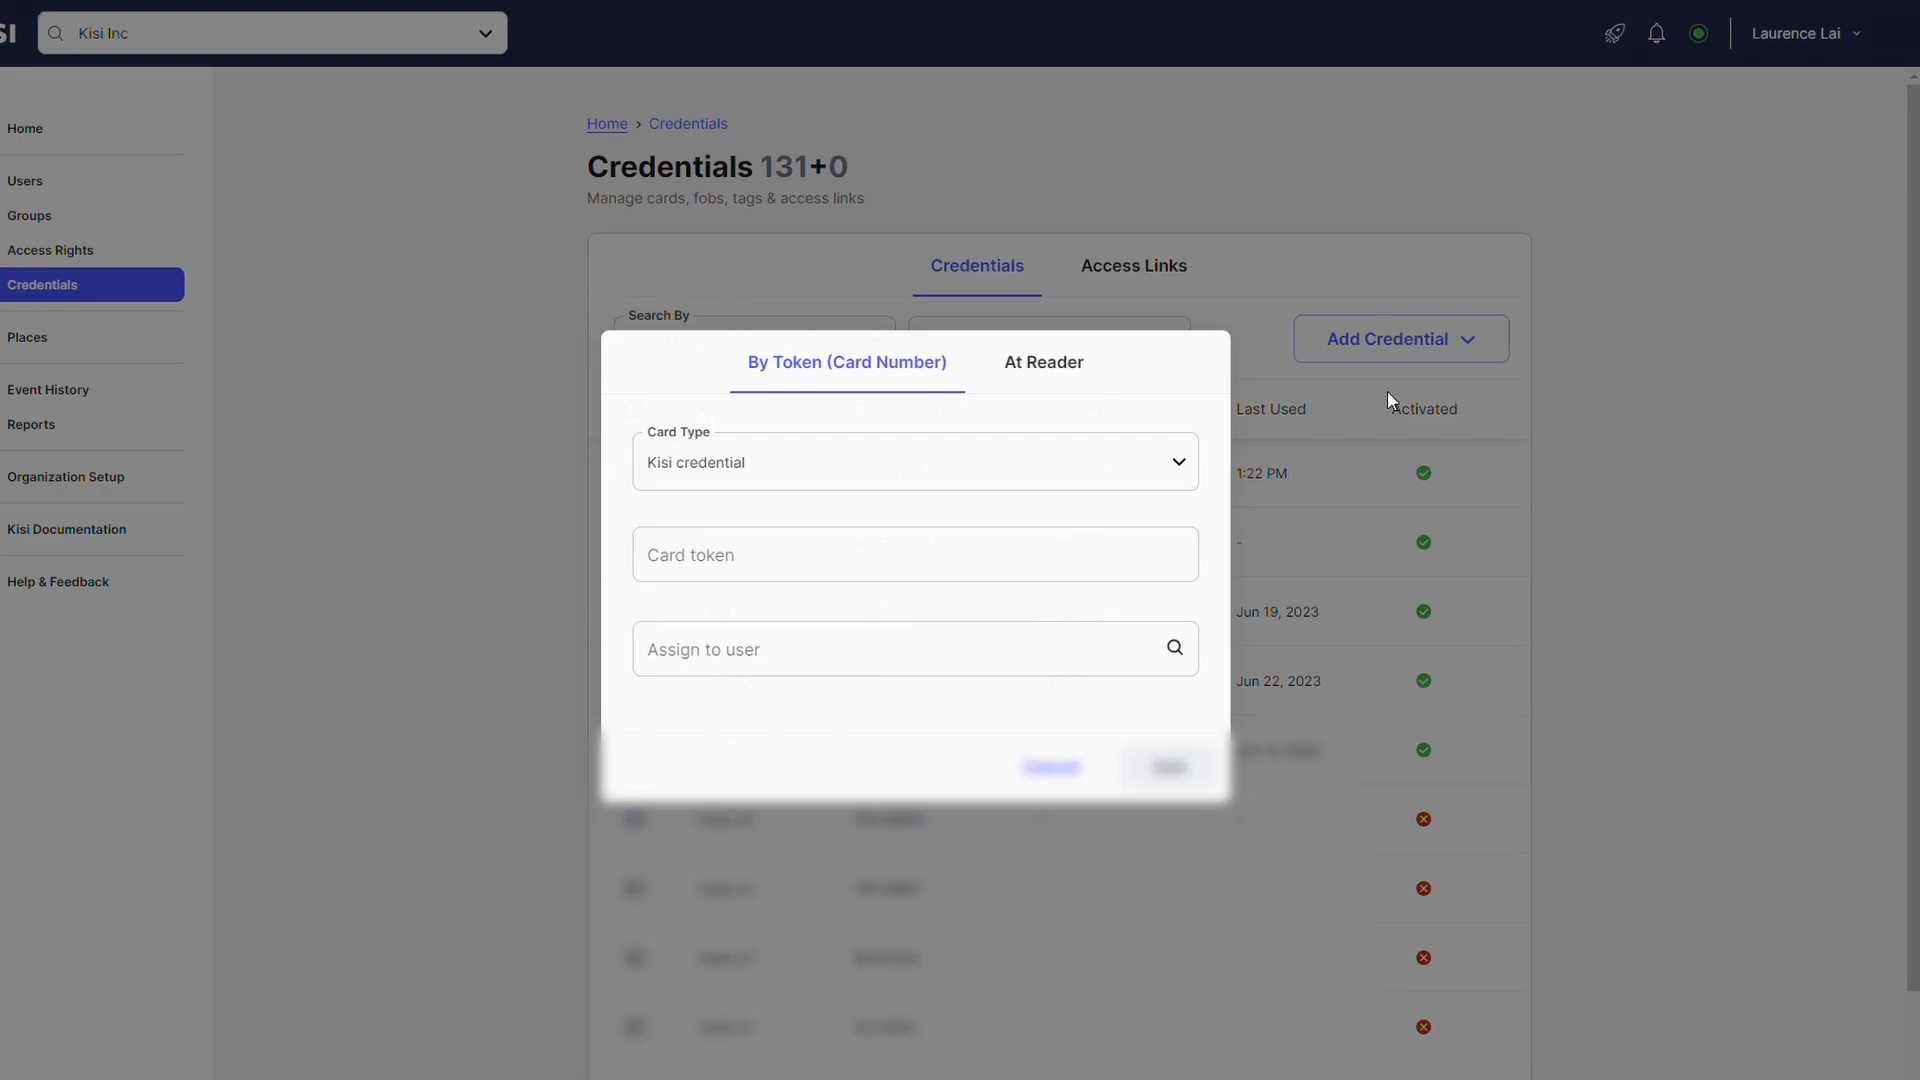 SI
Kisi Inc
Laurence Lai
Home
Users
Groups
Access Rights
Credentials
Places
Event History
Reports
Organization Setup
Kisi Documentation
Help & Feedback
Home › Credentials
Credentials 131+0
Manage cards, fobs, tags & access links
Credentials Access Links
Search By
Add Credential
By Token (Card Number) At Reader
Last Used Activated
Card Type
Kisi credential
1:22 PM
Card token
-
Jun 19, 2023
Assign to user
Jun 22, 2023
Cancel